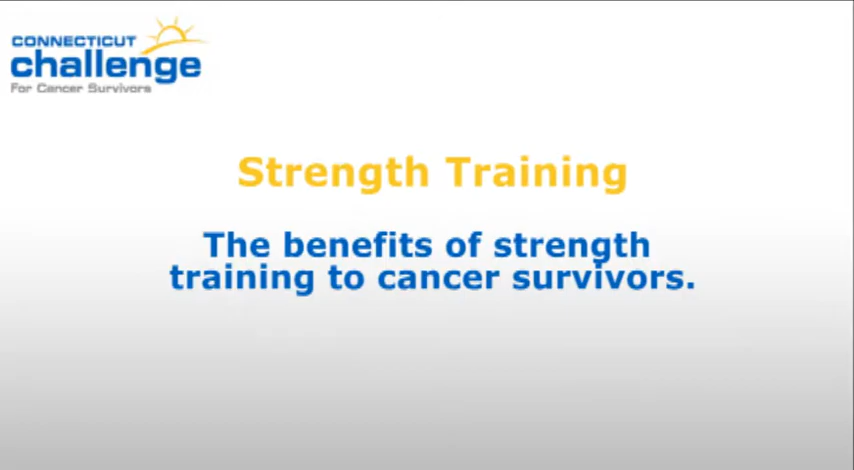 CONNECTICUT
challenge
For Cancer Survivors
Strength Training
The benefits of strength
training to cancer survivors.